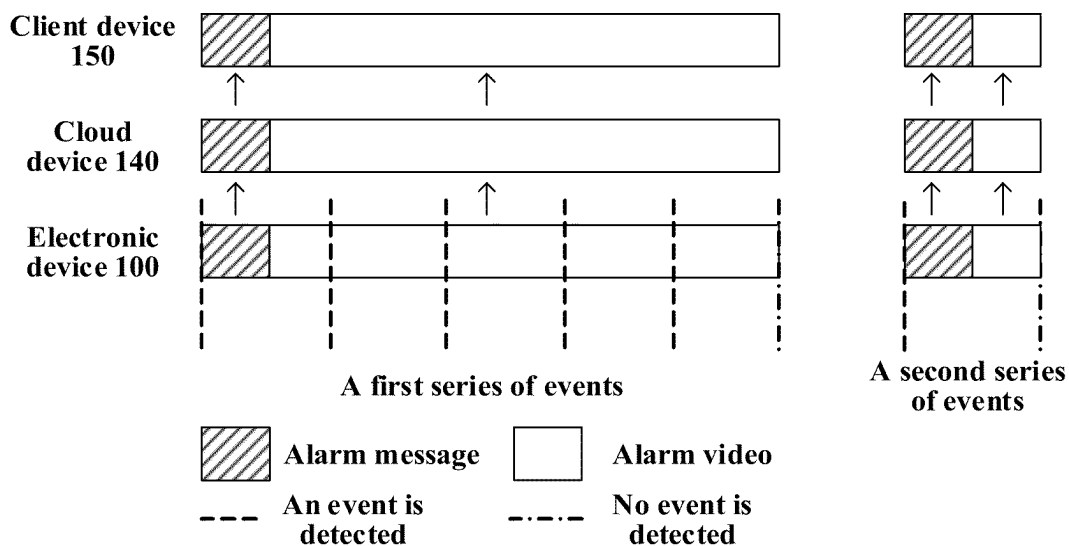 Client device
150
Cloud
device 140
Electronic
device 100
A first series of events
A second series
of events
Alarm message
Alarm video
An event is
detected
No event is
detected